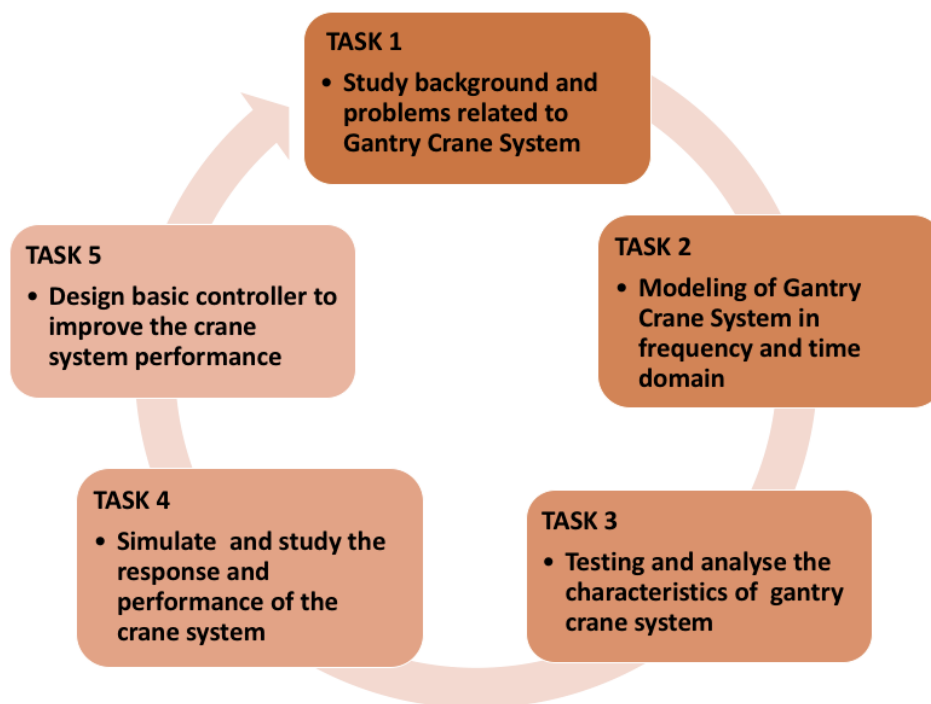 TASK 1
• Study background and
problems related to
Gantry Crane System
TASK 2
• Modeling of Gantry
Crane System in
frequency and time
domain
TASK 3
• Testing and analyse the
characteristics of gantry
crane system
TASK 4
• Simulate and study the
response and
performance of the
crane system
TASK 5
• Design basic controller to
improve the crane
system performance